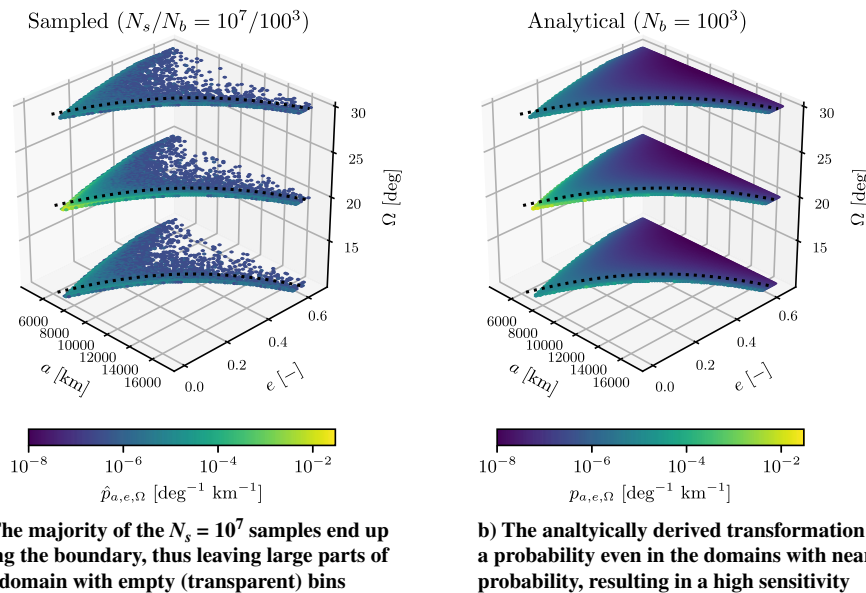 Sampled (N_s/N_b = 10^7/100^3)
30
25
20
15
Ω [deg]
6000
8000
10000
12000
14000
16000
a [km]
0.0
0.2
0.4
0.6
e [−]
10^−8
10^−6
10^−4
10^−2
p̂_a,e,Ω [deg^−1 km^−1]
he majority of the N_s = 10^7 samples end up
ng the boundary, thus leaving large parts of
domain with empty (transparent) bins
Analytical (N_b = 100^3)
30
25
20
15
Ω [deg]
6000
8000
10000
12000
14000
16000
a [km]
0.0
0.2
0.4
0.6
e [−]
10^−8
10^−6
10^−4
10^−2
p_a,e,Ω [deg^−1 km^−1]
b) The analtyically derived transformation
a probability even in the domains with near
probability, resulting in a high sensitivity